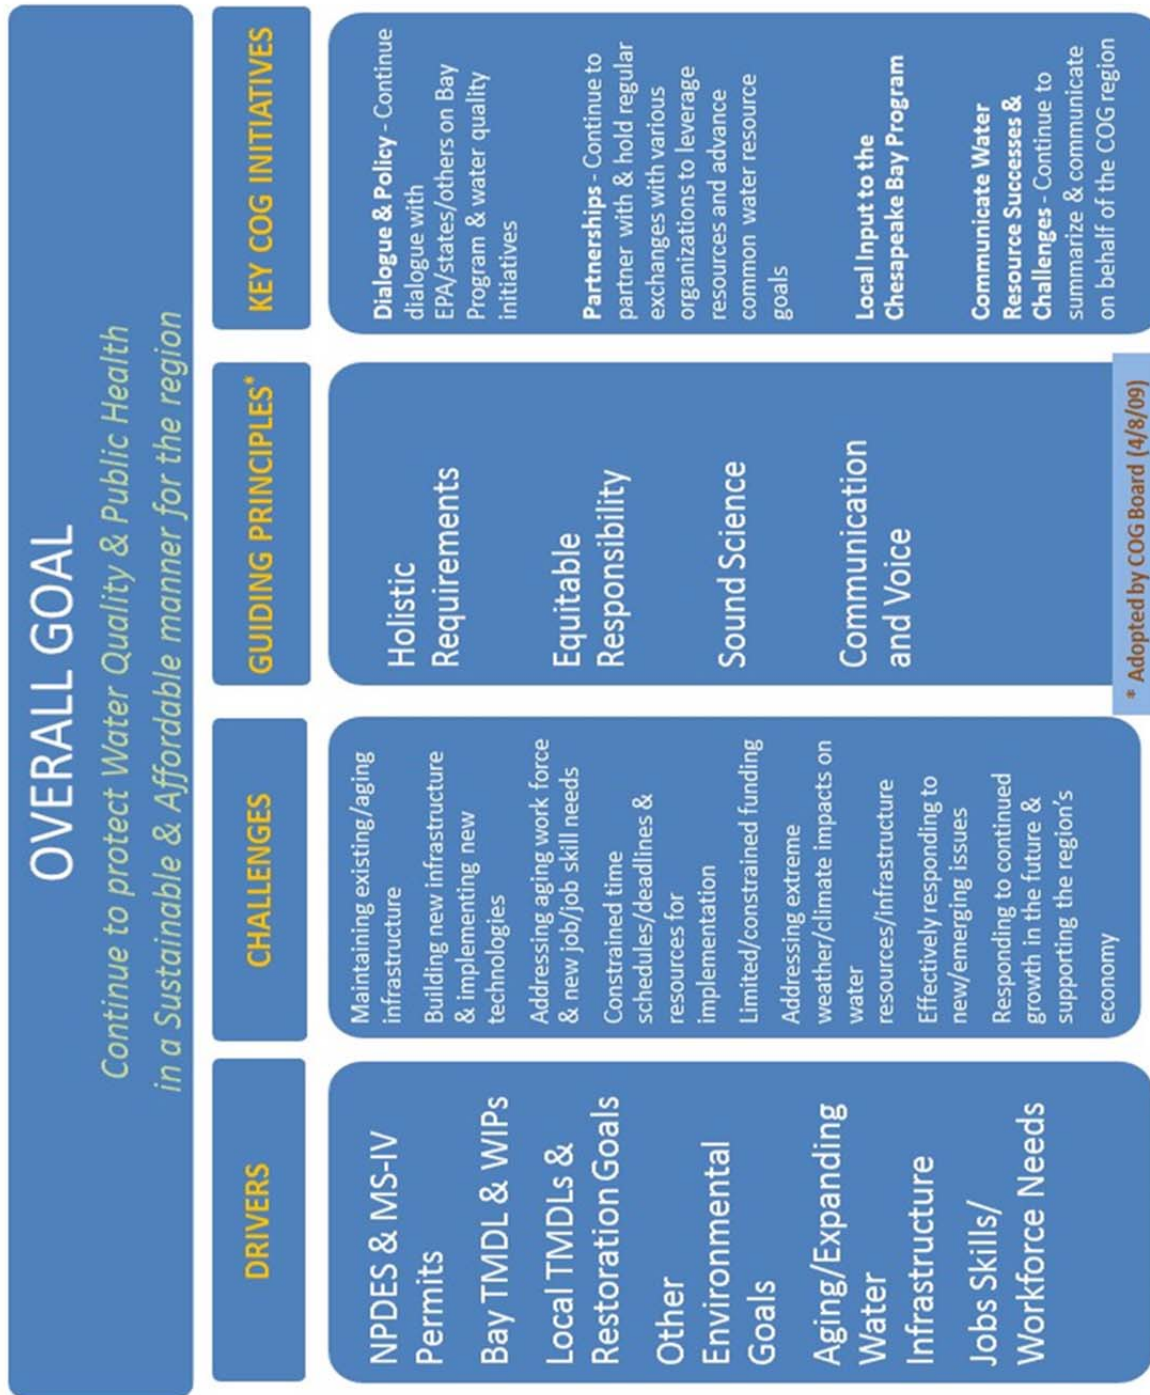 OVERALL GOAL
Continue to protect Water Quality & Public Health
in a Sustainable & Affordable manner for the region
DRIVERS
NPDES & MS-IV
Permits
Bay TMDL & WIPs
Local TMDLs &
Restoration Goals
Other
Environmental
Goals
Aging/Expanding
Water
Infrastructure
Jobs Skills/
Workforce Needs
CHALLENGES
Maintaining existing/aging
infrastructure
Building new infrastructure
& implementing new
technologies
Addressing aging work force
& new job/job skill needs
Constrained time
schedules/deadlines &
resources for
implementation
Limited/constrained funding
Addressing extreme
weather/climate impacts on
water
resources/infrastructure
Effectively responding to
new/emerging issues
Responding to continued
growth in the future &
supporting the region's
economy
GUIDING PRINCIPLES*
Holistic
Requirements
Equitable
Responsibility
Sound Science
Communication
and Voice
* Adopted by COG Board (4/8/09)
KEY COG INITIATIVES
Dialogue & Policy - Continue
dialogue with
EPA/states/others on Bay
Program & water quality
initiatives
Partnerships - Continue to
partner with & hold regular
exchanges with various
organizations to leverage
resources and advance
common water resource
goals
Local Input to the
Chesapeake Bay Program
Communicate Water
Resource Successes &
Challenges - Continue to
summarize & communicate
on behalf of the COG region